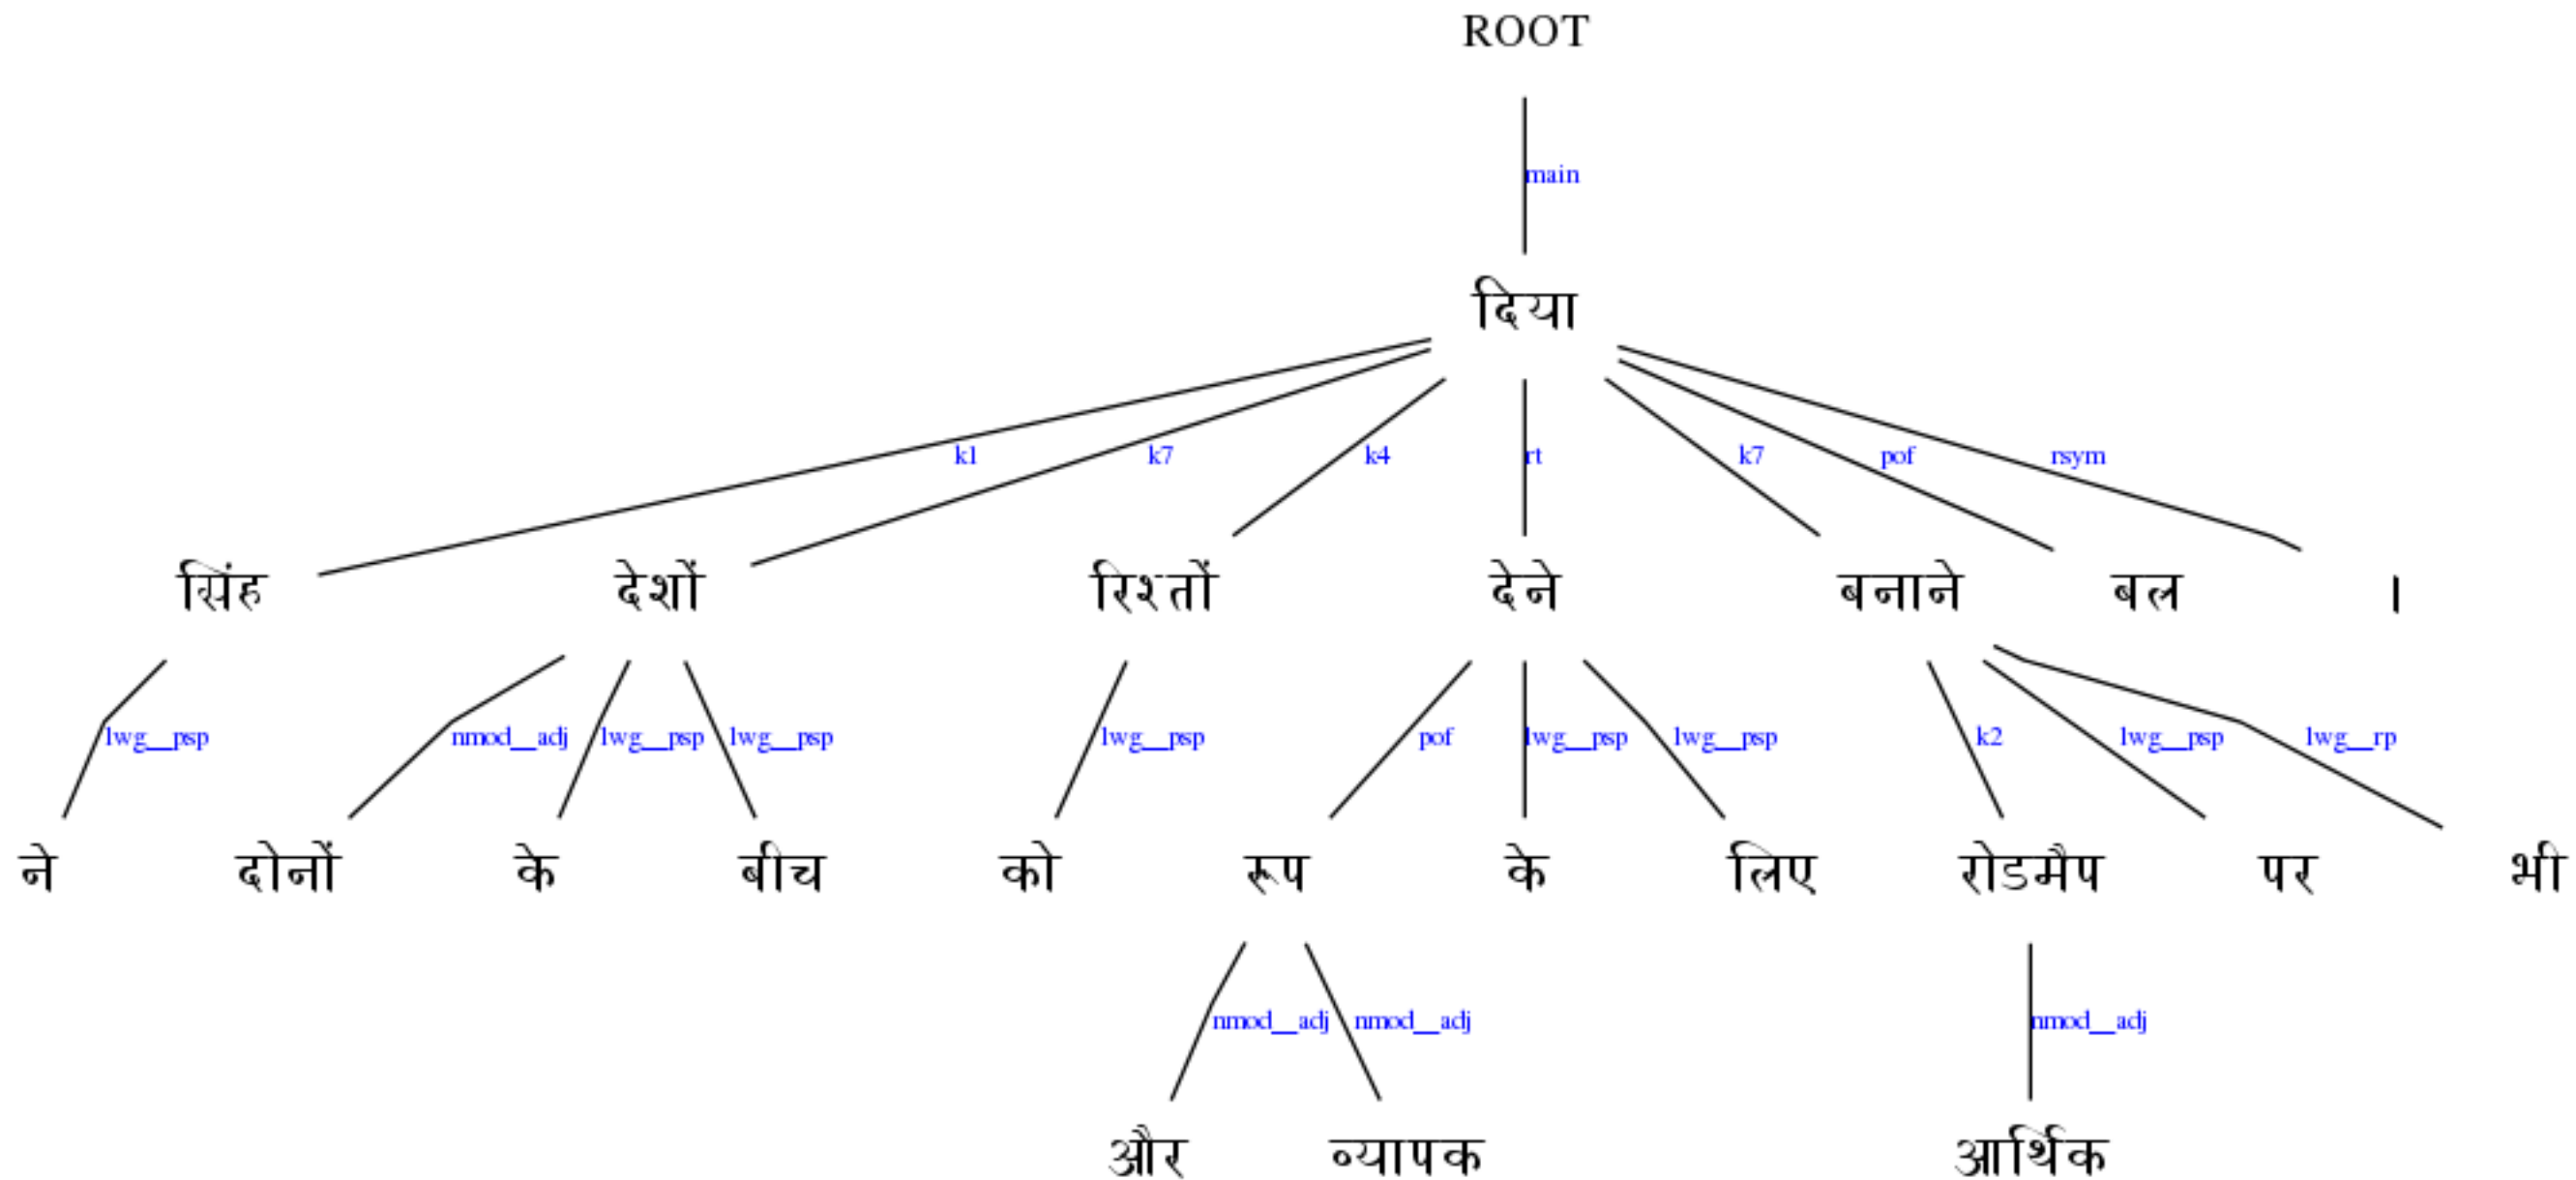 ROOT
main
दिया
k1 k7 k4 rt k7 pof rsym
सिंह देशों रिश्तों देने बनाने बल ।
lwg__psp nmod__adj lwg__psp lwg__psp lwg__psp pof lwg__psp lwg__psp k2 lwg__psp lwg__rp
ने दोनों के बीच को रूप के लिए रोडमैप पर भी
nmod__adj nmod__adj nmod__adj
और व्यापक आर्थिक